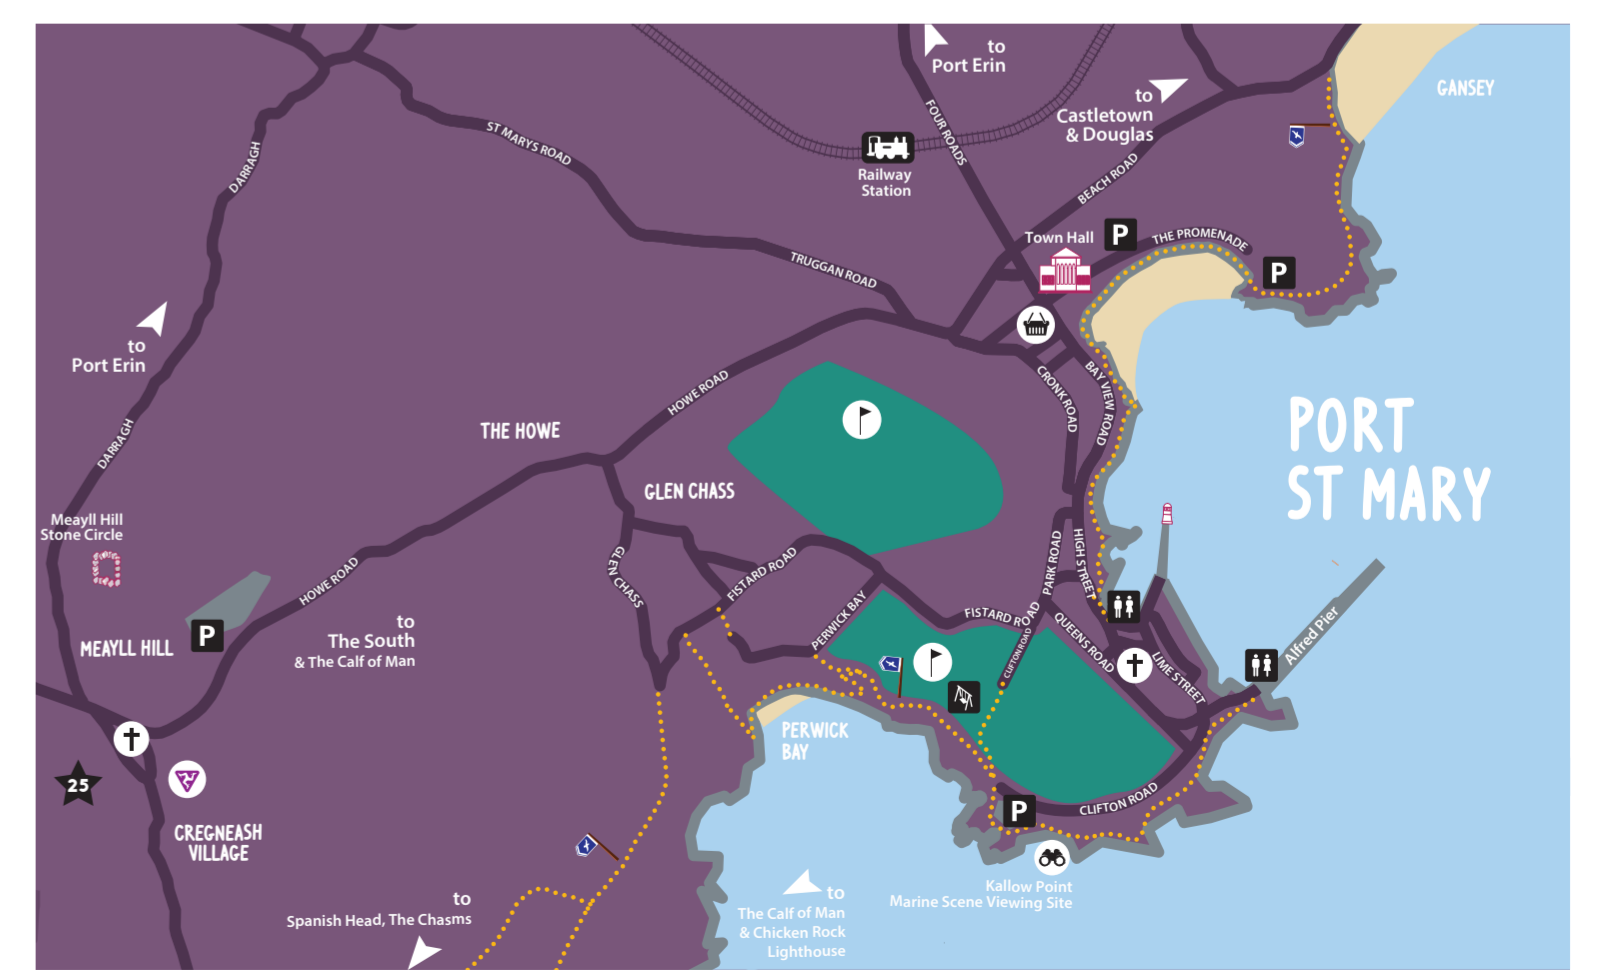 GANSEY
to
Port Erin
to
Castletown
& Douglas
FOUR ROADS
ST MARYS ROAD
DARRAGH
Railway
Station
BEACH ROAD
Town Hall
P
THE PROMENADE
P
TRUGGAN ROAD
to
Port Erin
HOWE ROAD
CRONK ROAD
BAY VIEW ROAD
THE HOWE
PORT
ST MARY
DARRAGH
GLEN CHASS
Meayll Hill
Stone Circle
HOWE ROAD
GLEN CHASS
FISTARD ROAD
PARK ROAD
HIGH STREET
PERWICK BAY
FISTARD ROAD
CLIFTON ROAD
QUEENS ROAD
LIME STREET
Alfred Pier
P
MEAYLL HILL
to
The South
& The Calf of Man
PERWICK
BAY
25
CREGNEASH
VILLAGE
P
CLIFTON ROAD
to
Spanish Head, The Chasms
to
The Calf of Man
& Chicken Rock
Lighthouse
Kallow Point
Marine Scene Viewing Site